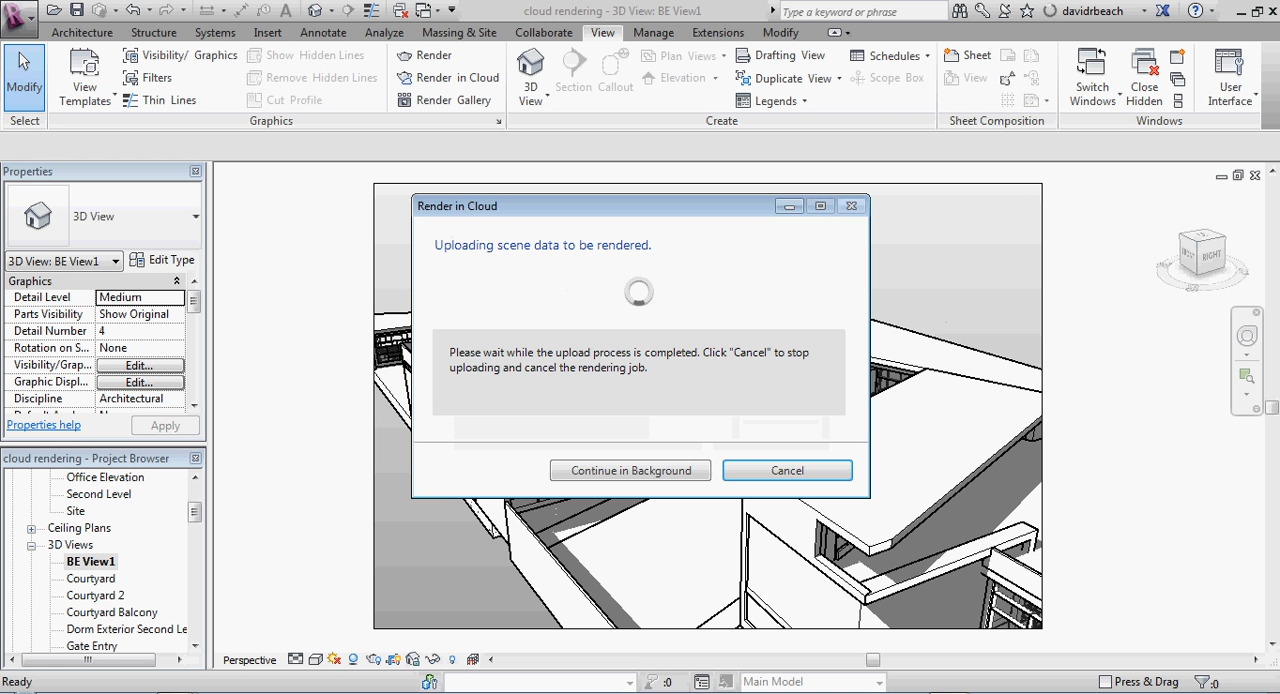 cloud rendering - 3D View: BE View1
Type a keyword or phrase
davidrbeach
Architecture Structure Systems Insert Annotate Analyze Massing & Site Collaborate View Manage Extensions Modify
Modify
View Templates
Visibility/ Graphics
Filters
Thin Lines
Show Hidden Lines
Remove Hidden Lines
Cut Profile
Render
Render in Cloud
Render Gallery
3D View
Section
Callout
Plan Views
Elevation
Drafting View
Duplicate View
Legends
Schedules
Scope Box
Sheet
View
Switch Windows
Close Hidden
User Interface
Select
Graphics
Create
Sheet Composition
Windows
Properties
3D View
3D View: BE View1
Edit Type
Graphics
Detail Level Medium
Parts Visibility Show Original
Detail Number 4
Rotation on S... None
Visibility/Grap... Edit...
Graphic Displ... Edit...
Discipline Architectural
Properties help
Apply
cloud rendering - Project Browser
Office Elevation
Second Level
Site
Ceiling Plans
3D Views
BE View1
Courtyard
Courtyard 2
Courtyard Balcony
Dorm Exterior Second Le
Gate Entry
Render in Cloud
Uploading scene data to be rendered.
Please wait while the upload process is completed. Click "Cancel" to stop
uploading and cancel the rendering job.
Continue in Background
Cancel
RIGHT
Perspective
Ready
:0
Main Model
Press & Drag
:0